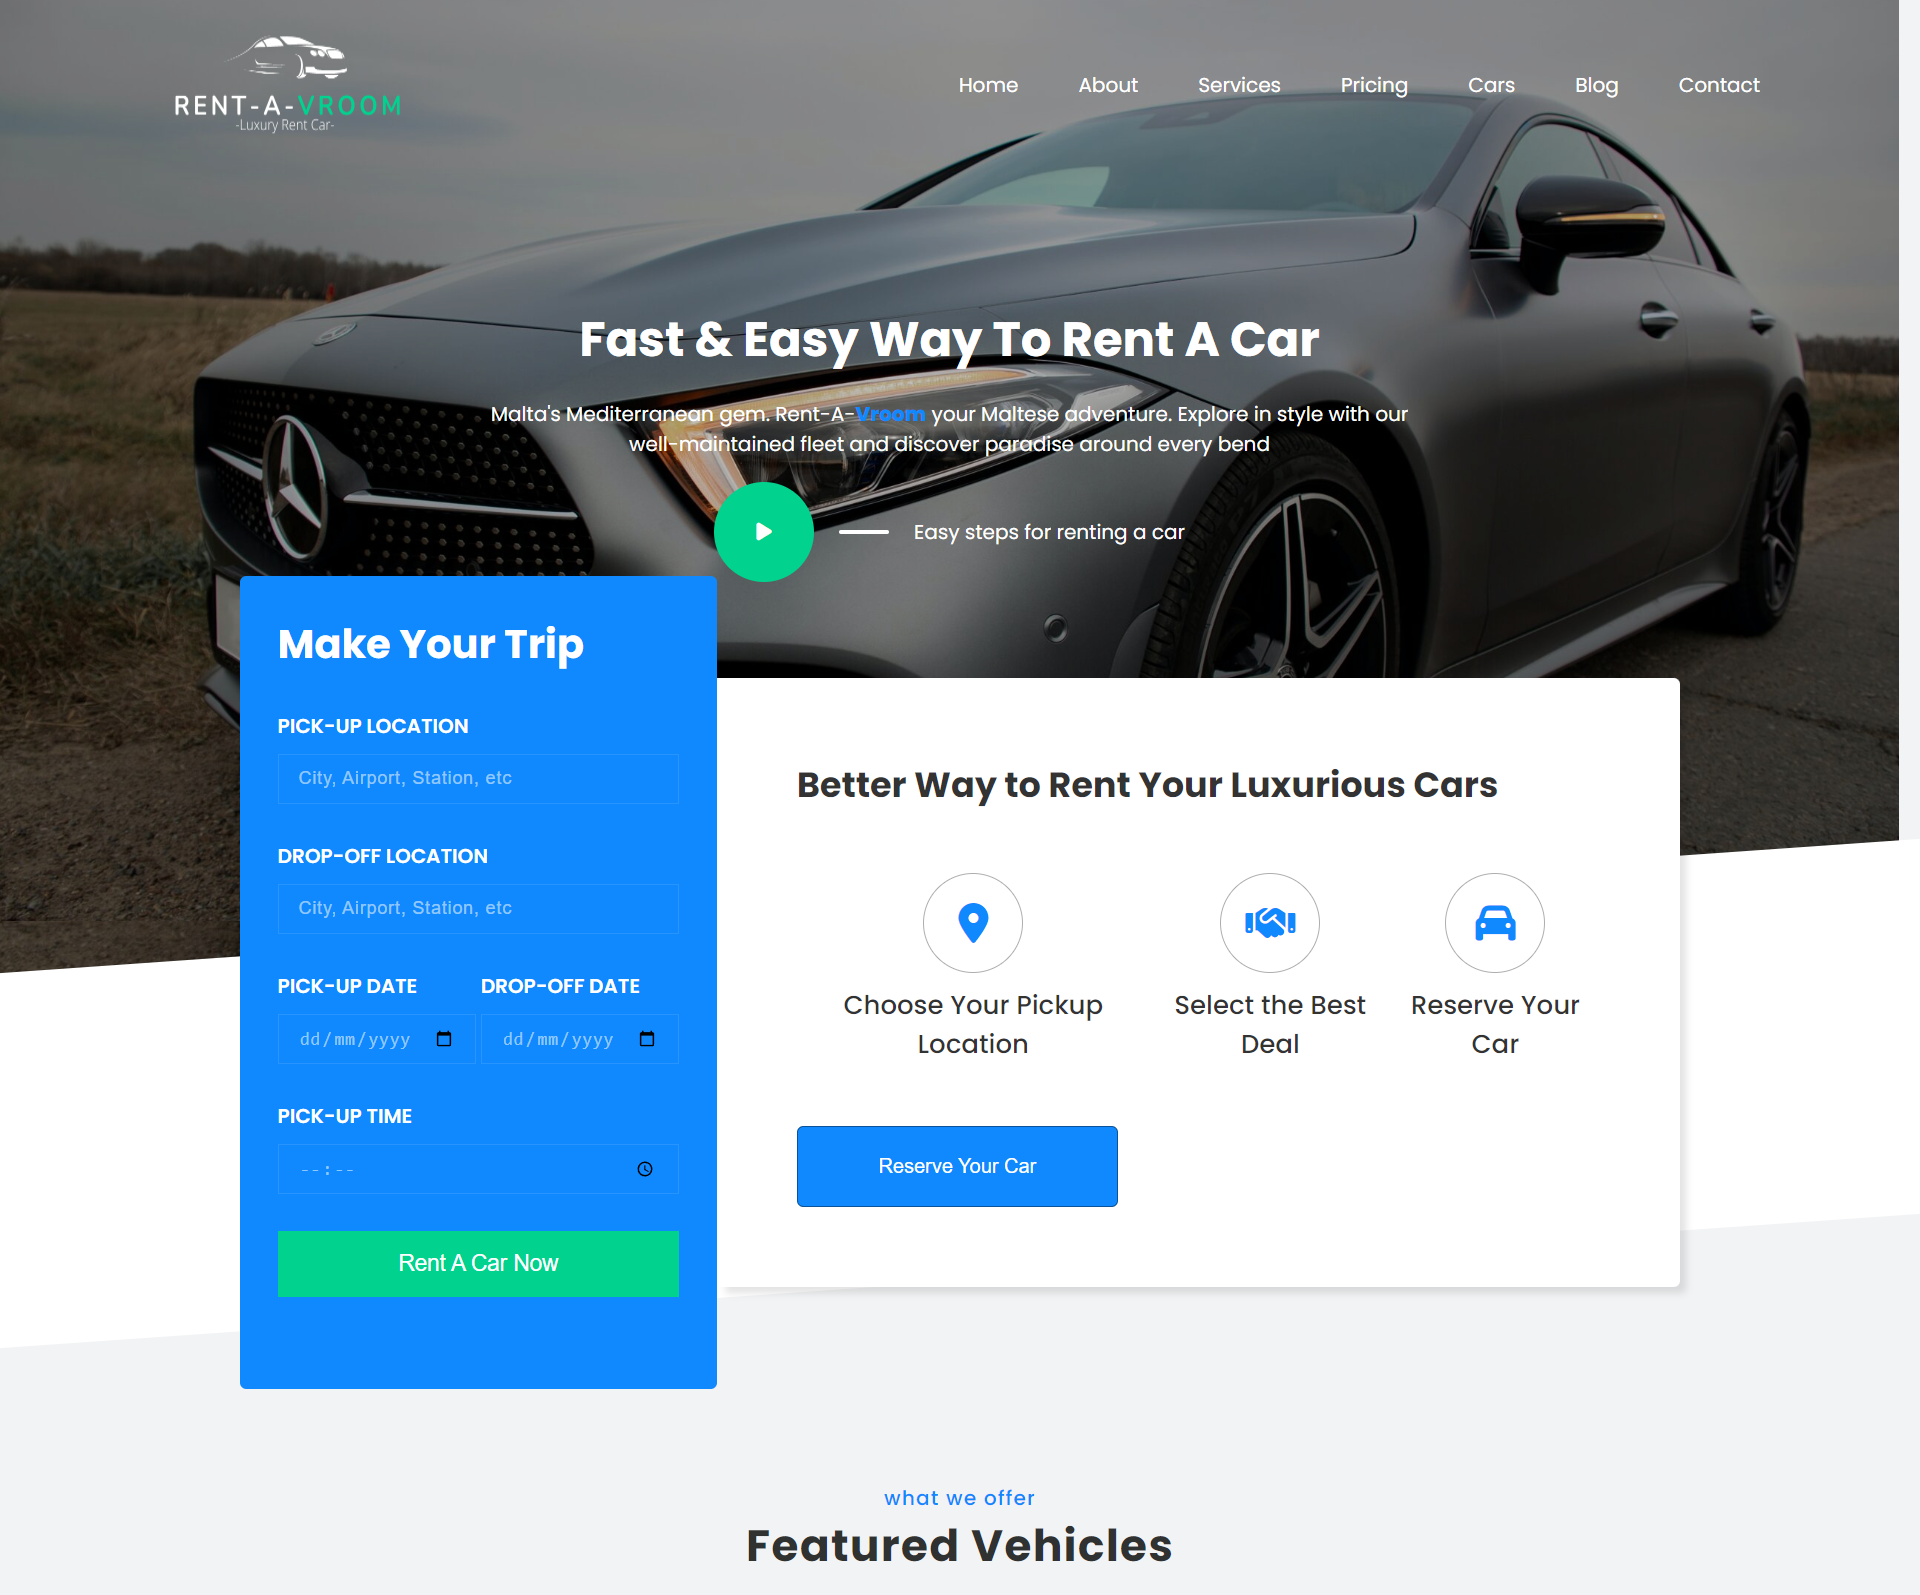 RENT-A-VROOM
-Luxury Rent Car-
Home
About
Services
Pricing
Cars
Blog
Contact
Fast & Easy Way To Rent A Car
Malta's Mediterranean gem. Rent-A-Vroom your Maltese adventure. Explore in style with our
well-maintained fleet and discover paradise around every bend
Easy steps for renting a car
Make Your Trip
PICK-UP LOCATION
City, Airport, Station, etc
DROP-OFF LOCATION
City, Airport, Station, etc
PICK-UP DATE
DROP-OFF DATE
dd/mm/yyyy
dd/mm/yyyy
PICK-UP TIME
--:--
Rent A Car Now
Better Way to Rent Your Luxurious Cars
Choose Your Pickup
Location
Select the Best
Deal
Reserve Your
Car
Reserve Your Car
what we offer
Featured Vehicles